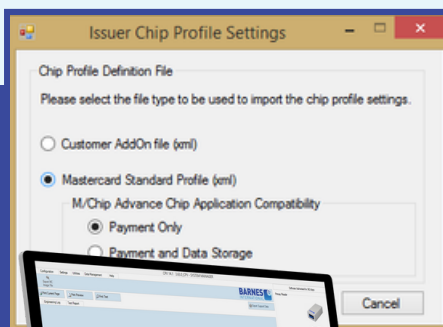 Issuer Chip Profile Settings
Chip Profile Definition File
Please select the file type to be used to import the chip profile settings.
Customer AddOn file (xml)
Mastercard Standard Profile (xml)
M/Chip Advance Chip Application Compatibility
Payment Only
Payment and Data Storage
BARNES
Cancel